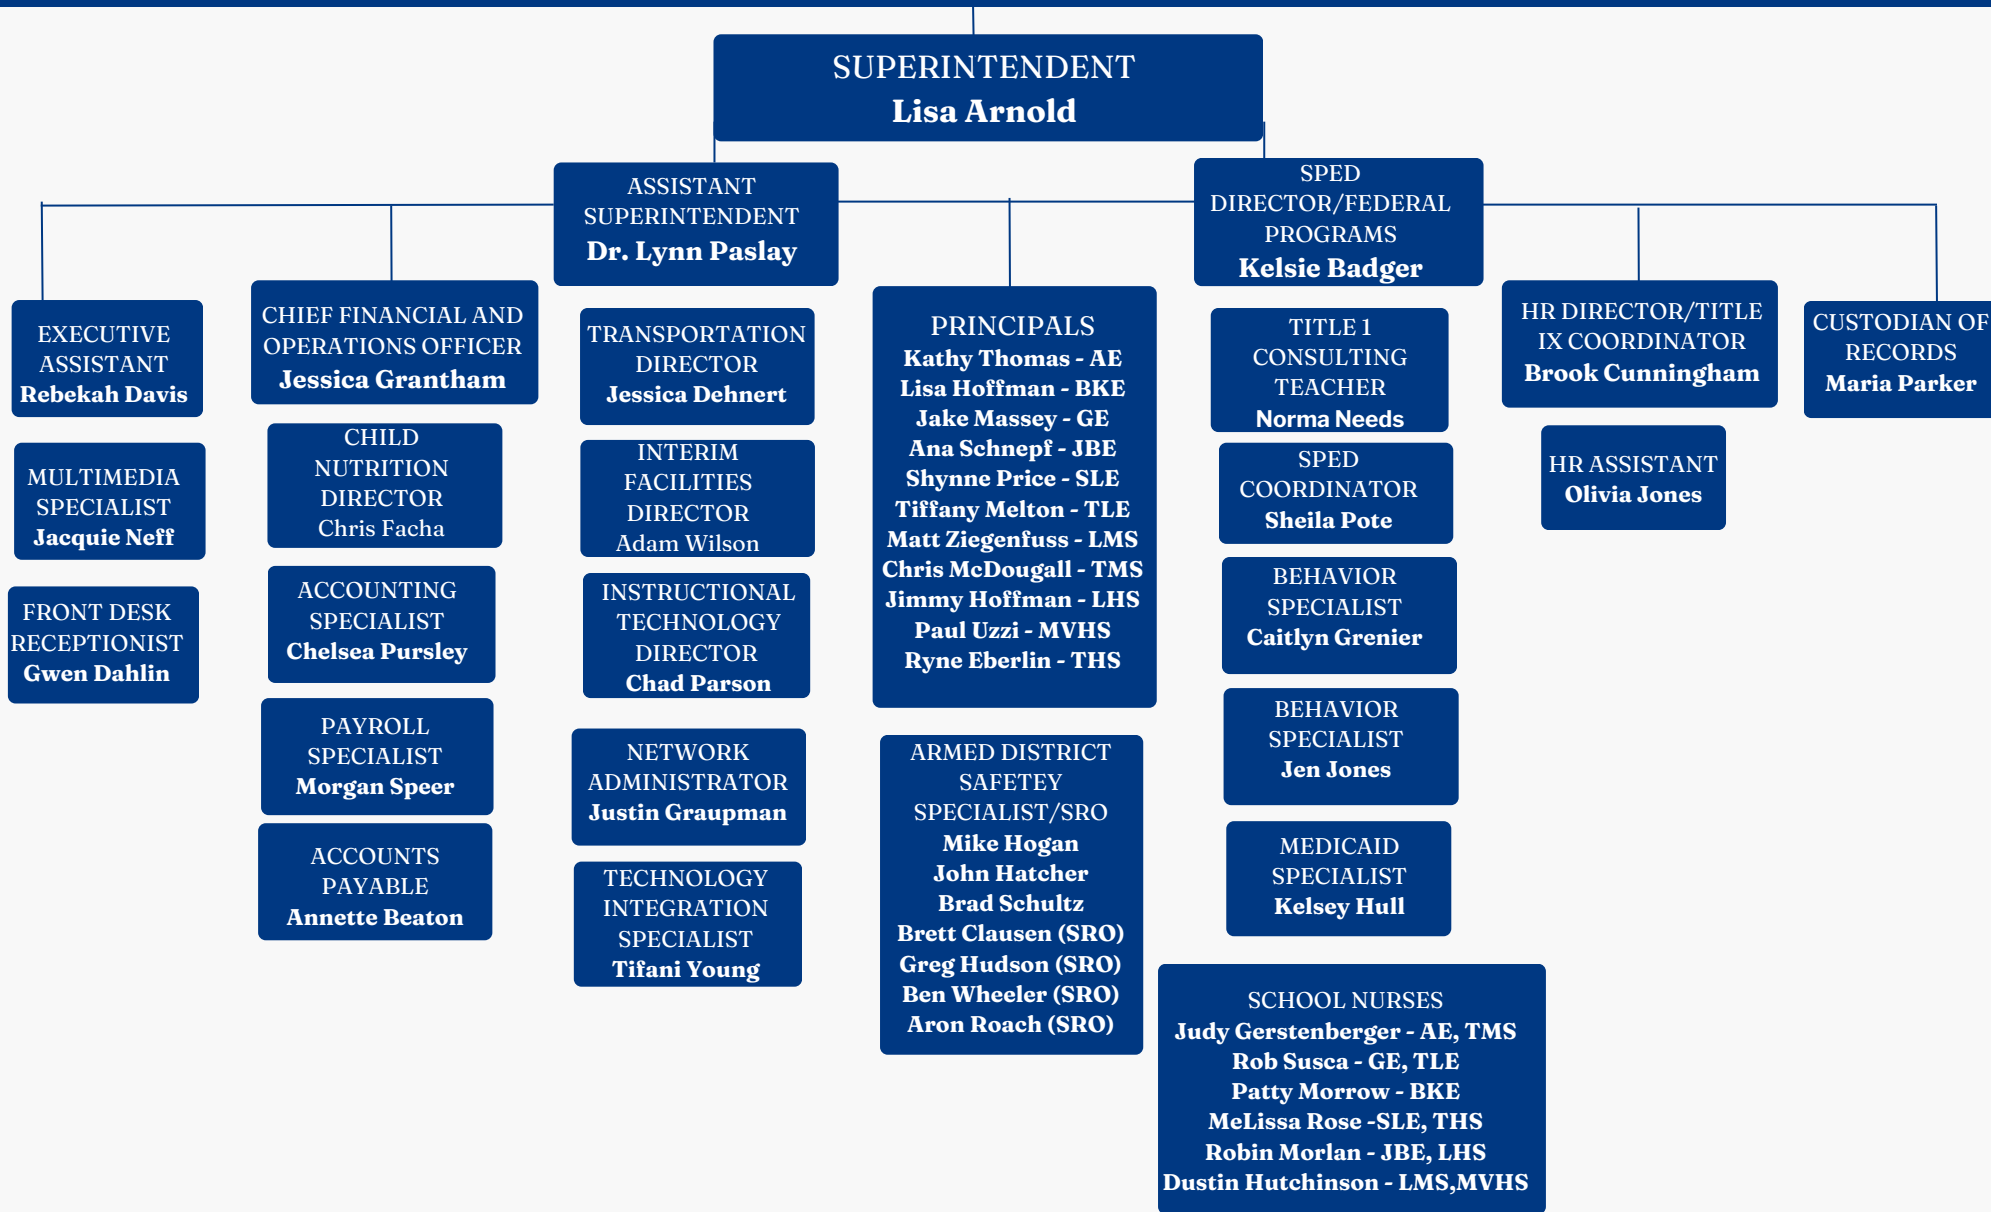 SUPERINTENDENT
Lisa Arnold
ASSISTANT
SUPERINTENDENT
Dr. Lynn Paslay
SPED
DIRECTOR/FEDERAL
PROGRAMS
Kelsie Badger
EXECUTIVE
ASSISTANT
Rebekah Davis
MULTIMEDIA
SPECIALIST
Jacquie Neff
FRONT DESK
RECEPTIONIST
Gwen Dahlin
CHIEF FINANCIAL AND
OPERATIONS OFFICER
Jessica Grantham
CHILD
NUTRITION
DIRECTOR
Chris Facha
ACCOUNTING
SPECIALIST
Chelsea Pursley
PAYROLL
SPECIALIST
Morgan Speer
ACCOUNTS
PAYABLE
Annette Beaton
TRANSPORTATION
DIRECTOR
Jessica Dehnert
INTERIM
FACILITIES
DIRECTOR
Adam Wilson
INSTRUCTIONAL
TECHNOLOGY
DIRECTOR
Chad Parson
NETWORK
ADMINISTRATOR
Justin Graupman
TECHNOLOGY
INTEGRATION
SPECIALIST
Tifani Young
PRINCIPALS
Kathy Thomas - AE
Lisa Hoffman - BKE
Jake Massey - GE
Ana Schnepf - JBE
Shynne Price - SLE
Tiffany Melton - TLE
Matt Ziegenfuss - LMS
Chris McDougall - TMS
Jimmy Hoffman - LHS
Paul Uzzi - MVHS
Ryne Eberlin - THS
ARMED DISTRICT
SAFETEY
SPECIALIST/SRO
Mike Hogan
John Hatcher
Brad Schultz
Brett Clausen (SRO)
Greg Hudson (SRO)
Ben Wheeler (SRO)
Aron Roach (SRO)
TITLE 1
CONSULTING
TEACHER
Norma Needs
SPED
COORDINATOR
Sheila Pote
BEHAVIOR
SPECIALIST
Caitlyn Grenier
BEHAVIOR
SPECIALIST
Jen Jones
MEDICAID
SPECIALIST
Kelsey Hull
SCHOOL NURSES
Judy Gerstenberger - AE, TMS
Rob Susca - GE, TLE
Patty Morrow - BKE
MeLissa Rose -SLE, THS
Robin Morlan - JBE, LHS
Dustin Hutchinson - LMS,MVHS
HR DIRECTOR/TITLE
IX COORDINATOR
Brook Cunningham
HR ASSISTANT
Olivia Jones
CUSTODIAN OF
RECORDS
Maria Parker